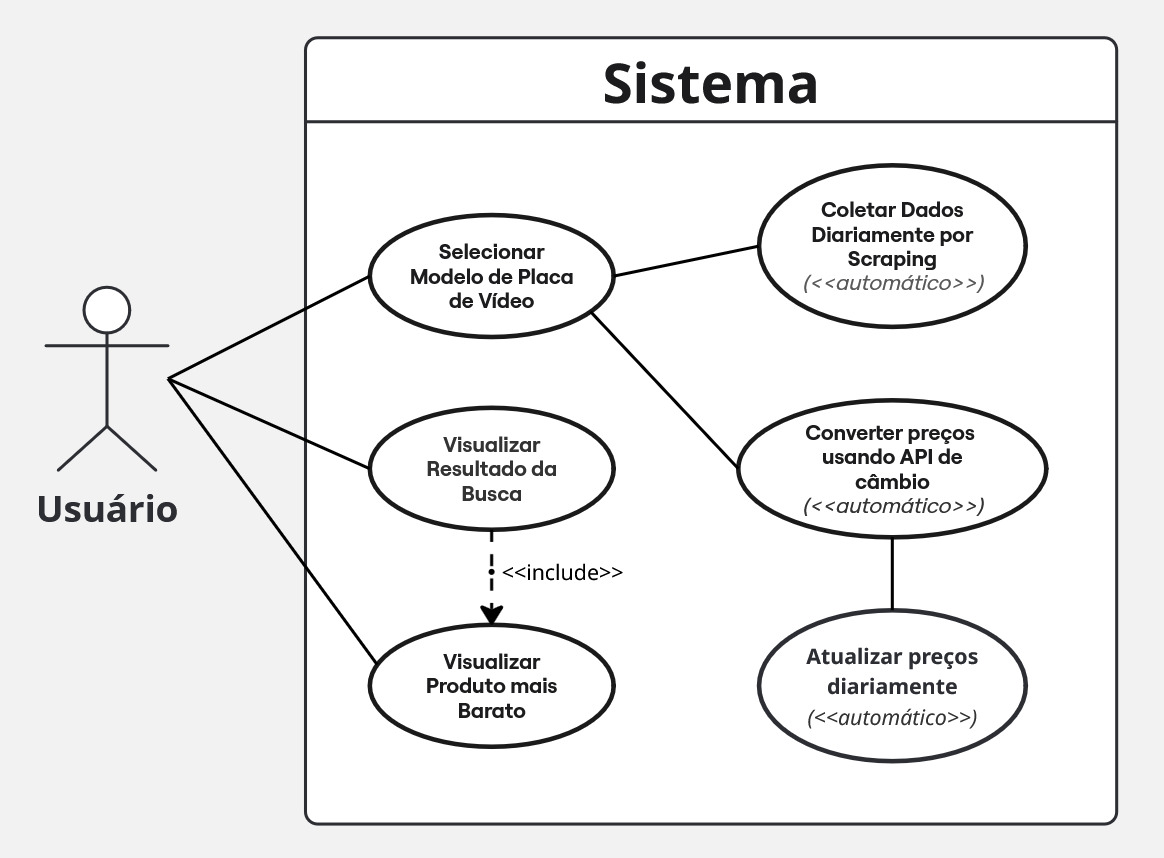 Sistema
Selecionar
Modelo de Placa
de Vídeo
Coletar Dados
Diariamente por
Scraping
(<<automático>>)
Usuário
Visualizar
Resultado da
Busca
Converter preços
usando API de
câmbio
(<<automático>>)
<<include>>
Visualizar
Produto mais
Barato
Atualizar preços
diariamente
(<<automático>>)